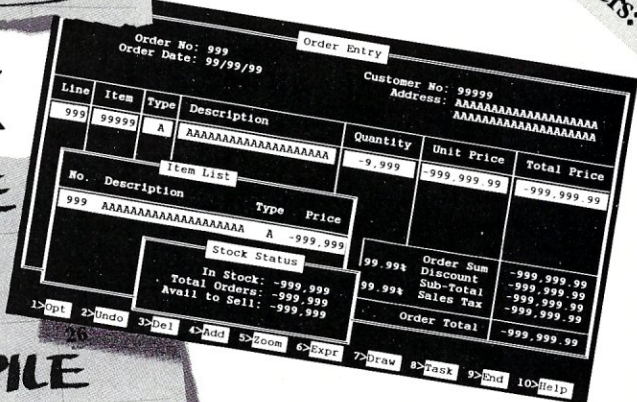 rs:
Order Entry
Order No: 999
Order Date: 99/99/99
Customer No: 99999
Address: AAAAAAAAAAAAAAAAAAAA
AAAAAAAAAAAAAAAAAAAA
Line Item Type Description Quantity Unit Price Total Price
999 99999 A AAAAAAAAAAAAAAAAAAAA -9,999 -999,999.99 -999,999.99
Item List
No. Description Type Price
999 AAAAAAAAAAAAAAAAAAAA A -999,999
Stock Status
In Stock: -999,999
Total Orders: -999,999
Avail to Sell: -999,999
Order Sum -999,999.99
99.99% Discount -999,999.99
Sub-Total -999,999.99
99.99% Sales Tax -999,999.99
Order Total -999,999.99
1>Opt 2>Undo 3>Del 4>Add 5>Zoom 6>Expr 7>Draw 8>Task 9>End 10>Help
26
PILE